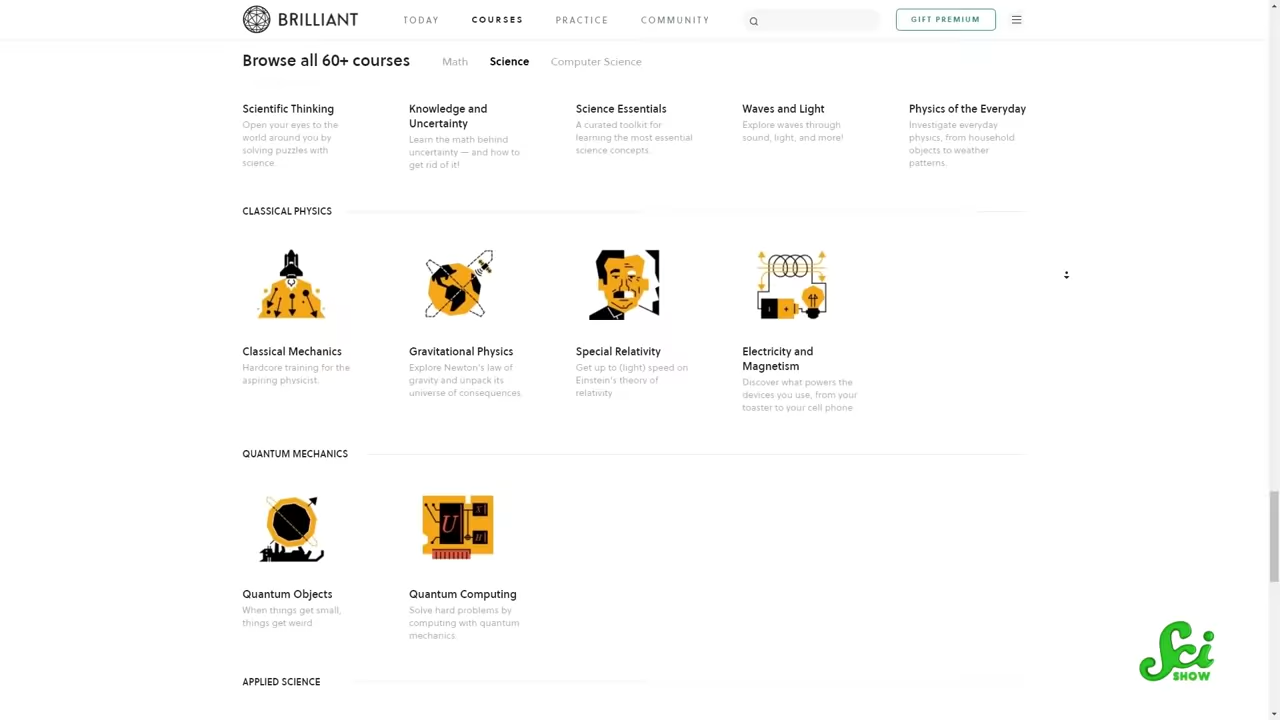 BRILLIANT
TODAY
COURSES
PRACTICE
COMMUNITY
GIFT PREMIUM
Browse all 60+ courses
Math
Science
Computer Science
Scientific Thinking
Open your eyes to the
world around you by
solving puzzles with
science.
Knowledge and
Uncertainty
Learn the math behind
uncertainty — and how to
get rid of it!
Science Essentials
A curated toolkit for
learning the most essential
science concepts.
Waves and Light
Explore waves through
sound, light, and more!
Physics of the Everyday
Investigate everyday
physics, from household
objects to weather
patterns.
CLASSICAL PHYSICS
Classical Mechanics
Hardcore training for the
aspiring physicist.
Gravitational Physics
Explore Newton's law of
gravity and unpack its
universe of consequences.
Special Relativity
Get up to (light) speed on
Einstein's theory of
relativity
Electricity and
Magnetism
Discover what powers the
devices you use, from your
toaster to your cell phone
QUANTUM MECHANICS
U
X
H
Quantum Objects
When things get small,
things get weird
Quantum Computing
Solve hard problems by
computing with quantum
mechanics.
APPLIED SCIENCE
Sci
SHOW